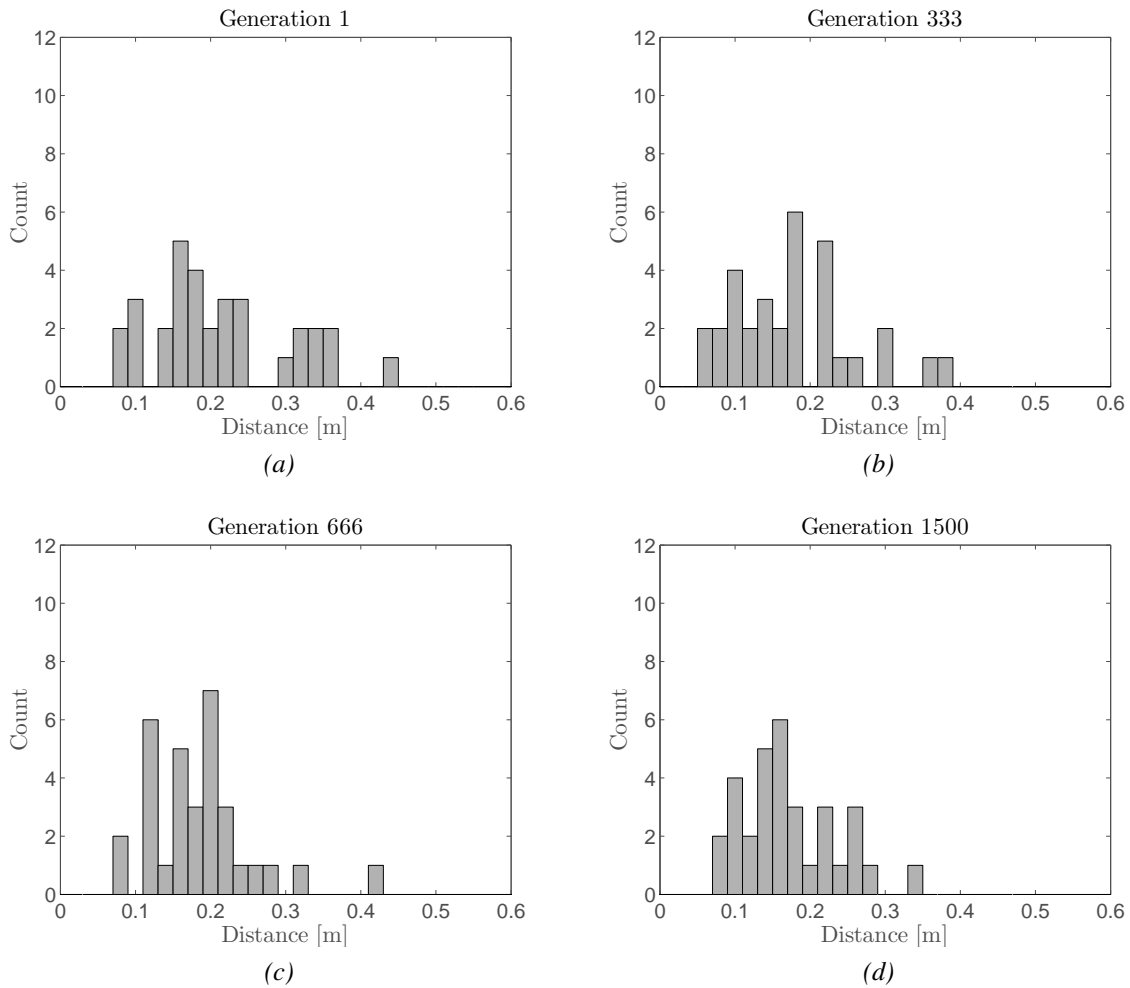 Generation 1
12
10
8
6
4
2
0
Count
0 0.1 0.2 0.3 0.4 0.5 0.6
Distance [m]
(a)
Generation 333
12
10
8
6
4
2
0
Count
0 0.1 0.2 0.3 0.4 0.5 0.6
Distance [m]
(b)
Generation 666
12
10
8
6
4
2
0
Count
0 0.1 0.2 0.3 0.4 0.5 0.6
Distance [m]
(c)
Generation 1500
12
10
8
6
4
2
0
Count
0 0.1 0.2 0.3 0.4 0.5 0.6
Distance [m]
(d)